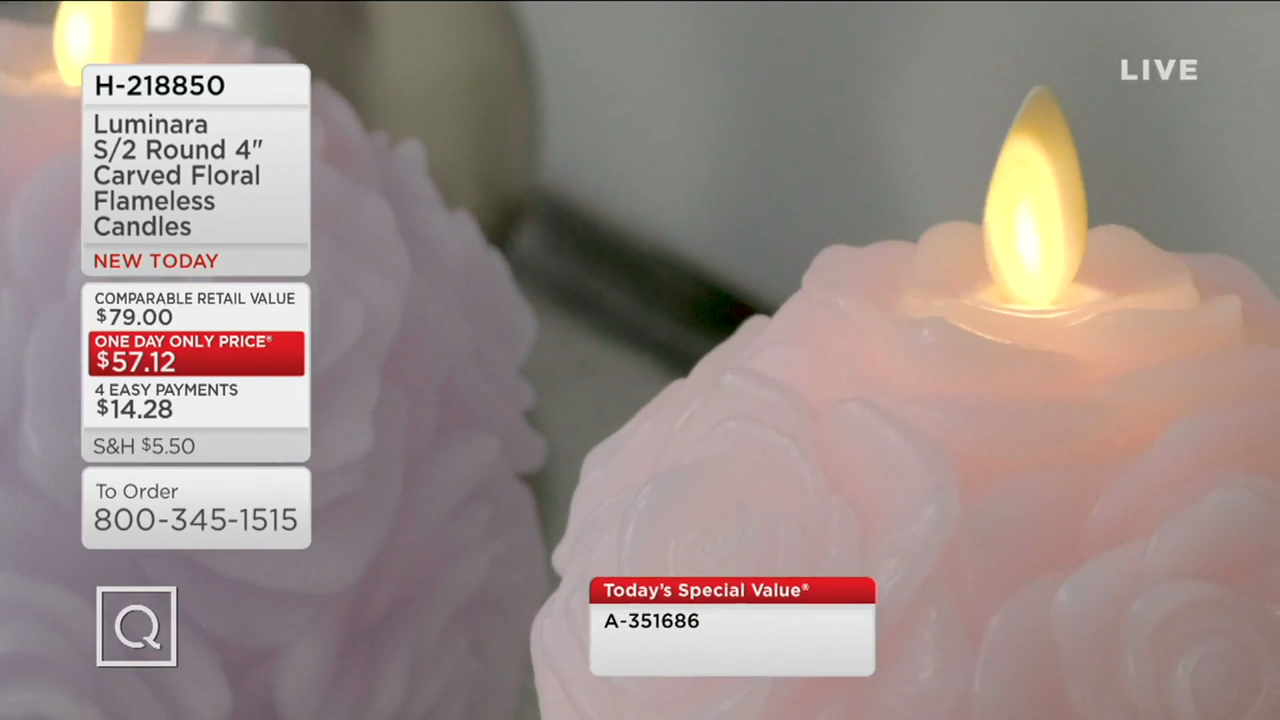 H-218850
Luminara
S/2 Round 4"
Carved Floral
Flameless
Candles
NEW TODAY
COMPARABLE RETAIL VALUE
$79.00
ONE DAY ONLY PRICE®
$57.12
4 EASY PAYMENTS
$14.28
S&H $5.50
To Order
800-345-1515
Q
LIVE
Today's Special Value®
A-351686